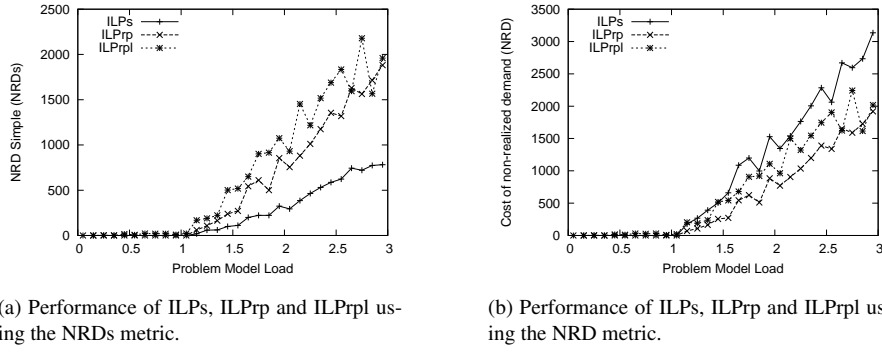 ILPs
ILPrp
ILPrpl
2500
2000
1500
1000
500
0
NRD Simple (NRDs)
0 0.5 1 1.5 2 2.5 3
Problem Model Load
(a) Performance of ILPs, ILPrp and ILPrpl us-
ing the NRDs metric.
ILPs
ILPrp
ILPrpl
3500
3000
2500
2000
1500
1000
500
0
Cost of non-realized demand (NRD)
0 0.5 1 1.5 2 2.5 3
Problem Model Load
(b) Performance of ILPs, ILPrp and ILPrpl us-
ing the NRD metric.